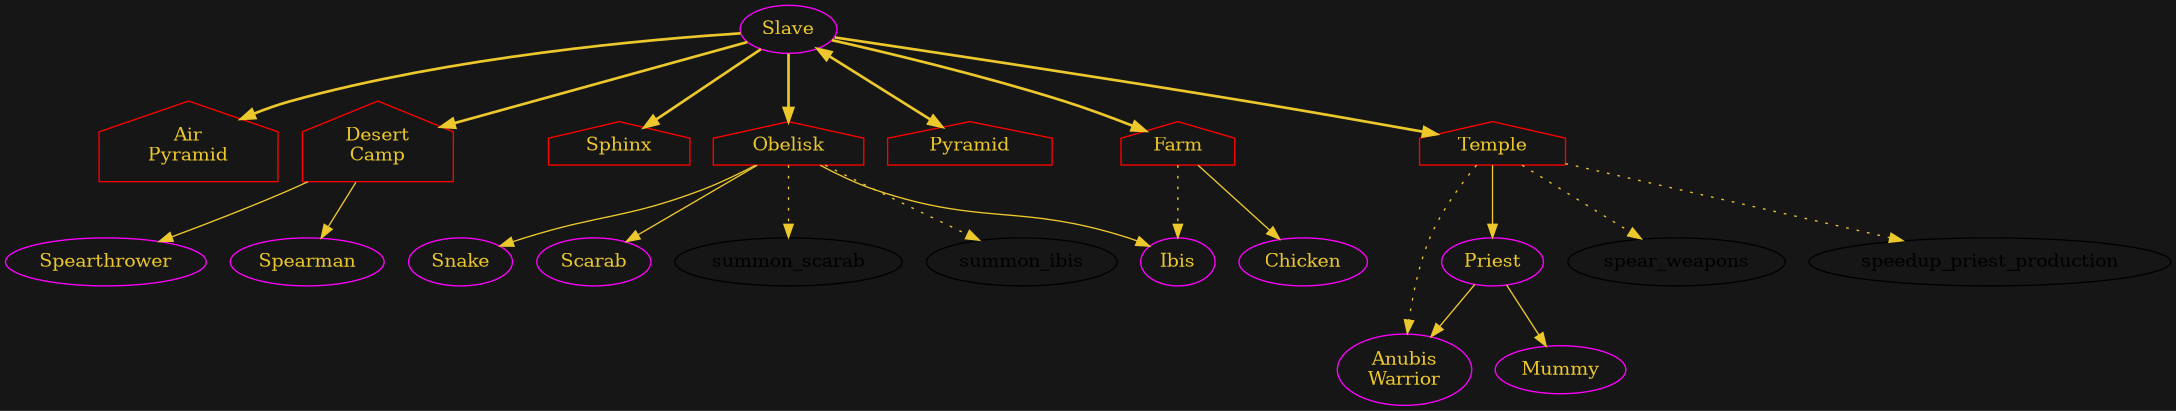 Slave
Air
Pyramid
Desert
Camp
Sphinx
Obelisk
Pyramid
Farm
Temple
Spearthrower
Spearman
Snake
Scarab
summon_scarab
summon_ibis
Ibis
Chicken
Priest
spear_weapons
speedup_priest_production
Anubis
Warrior
Mummy